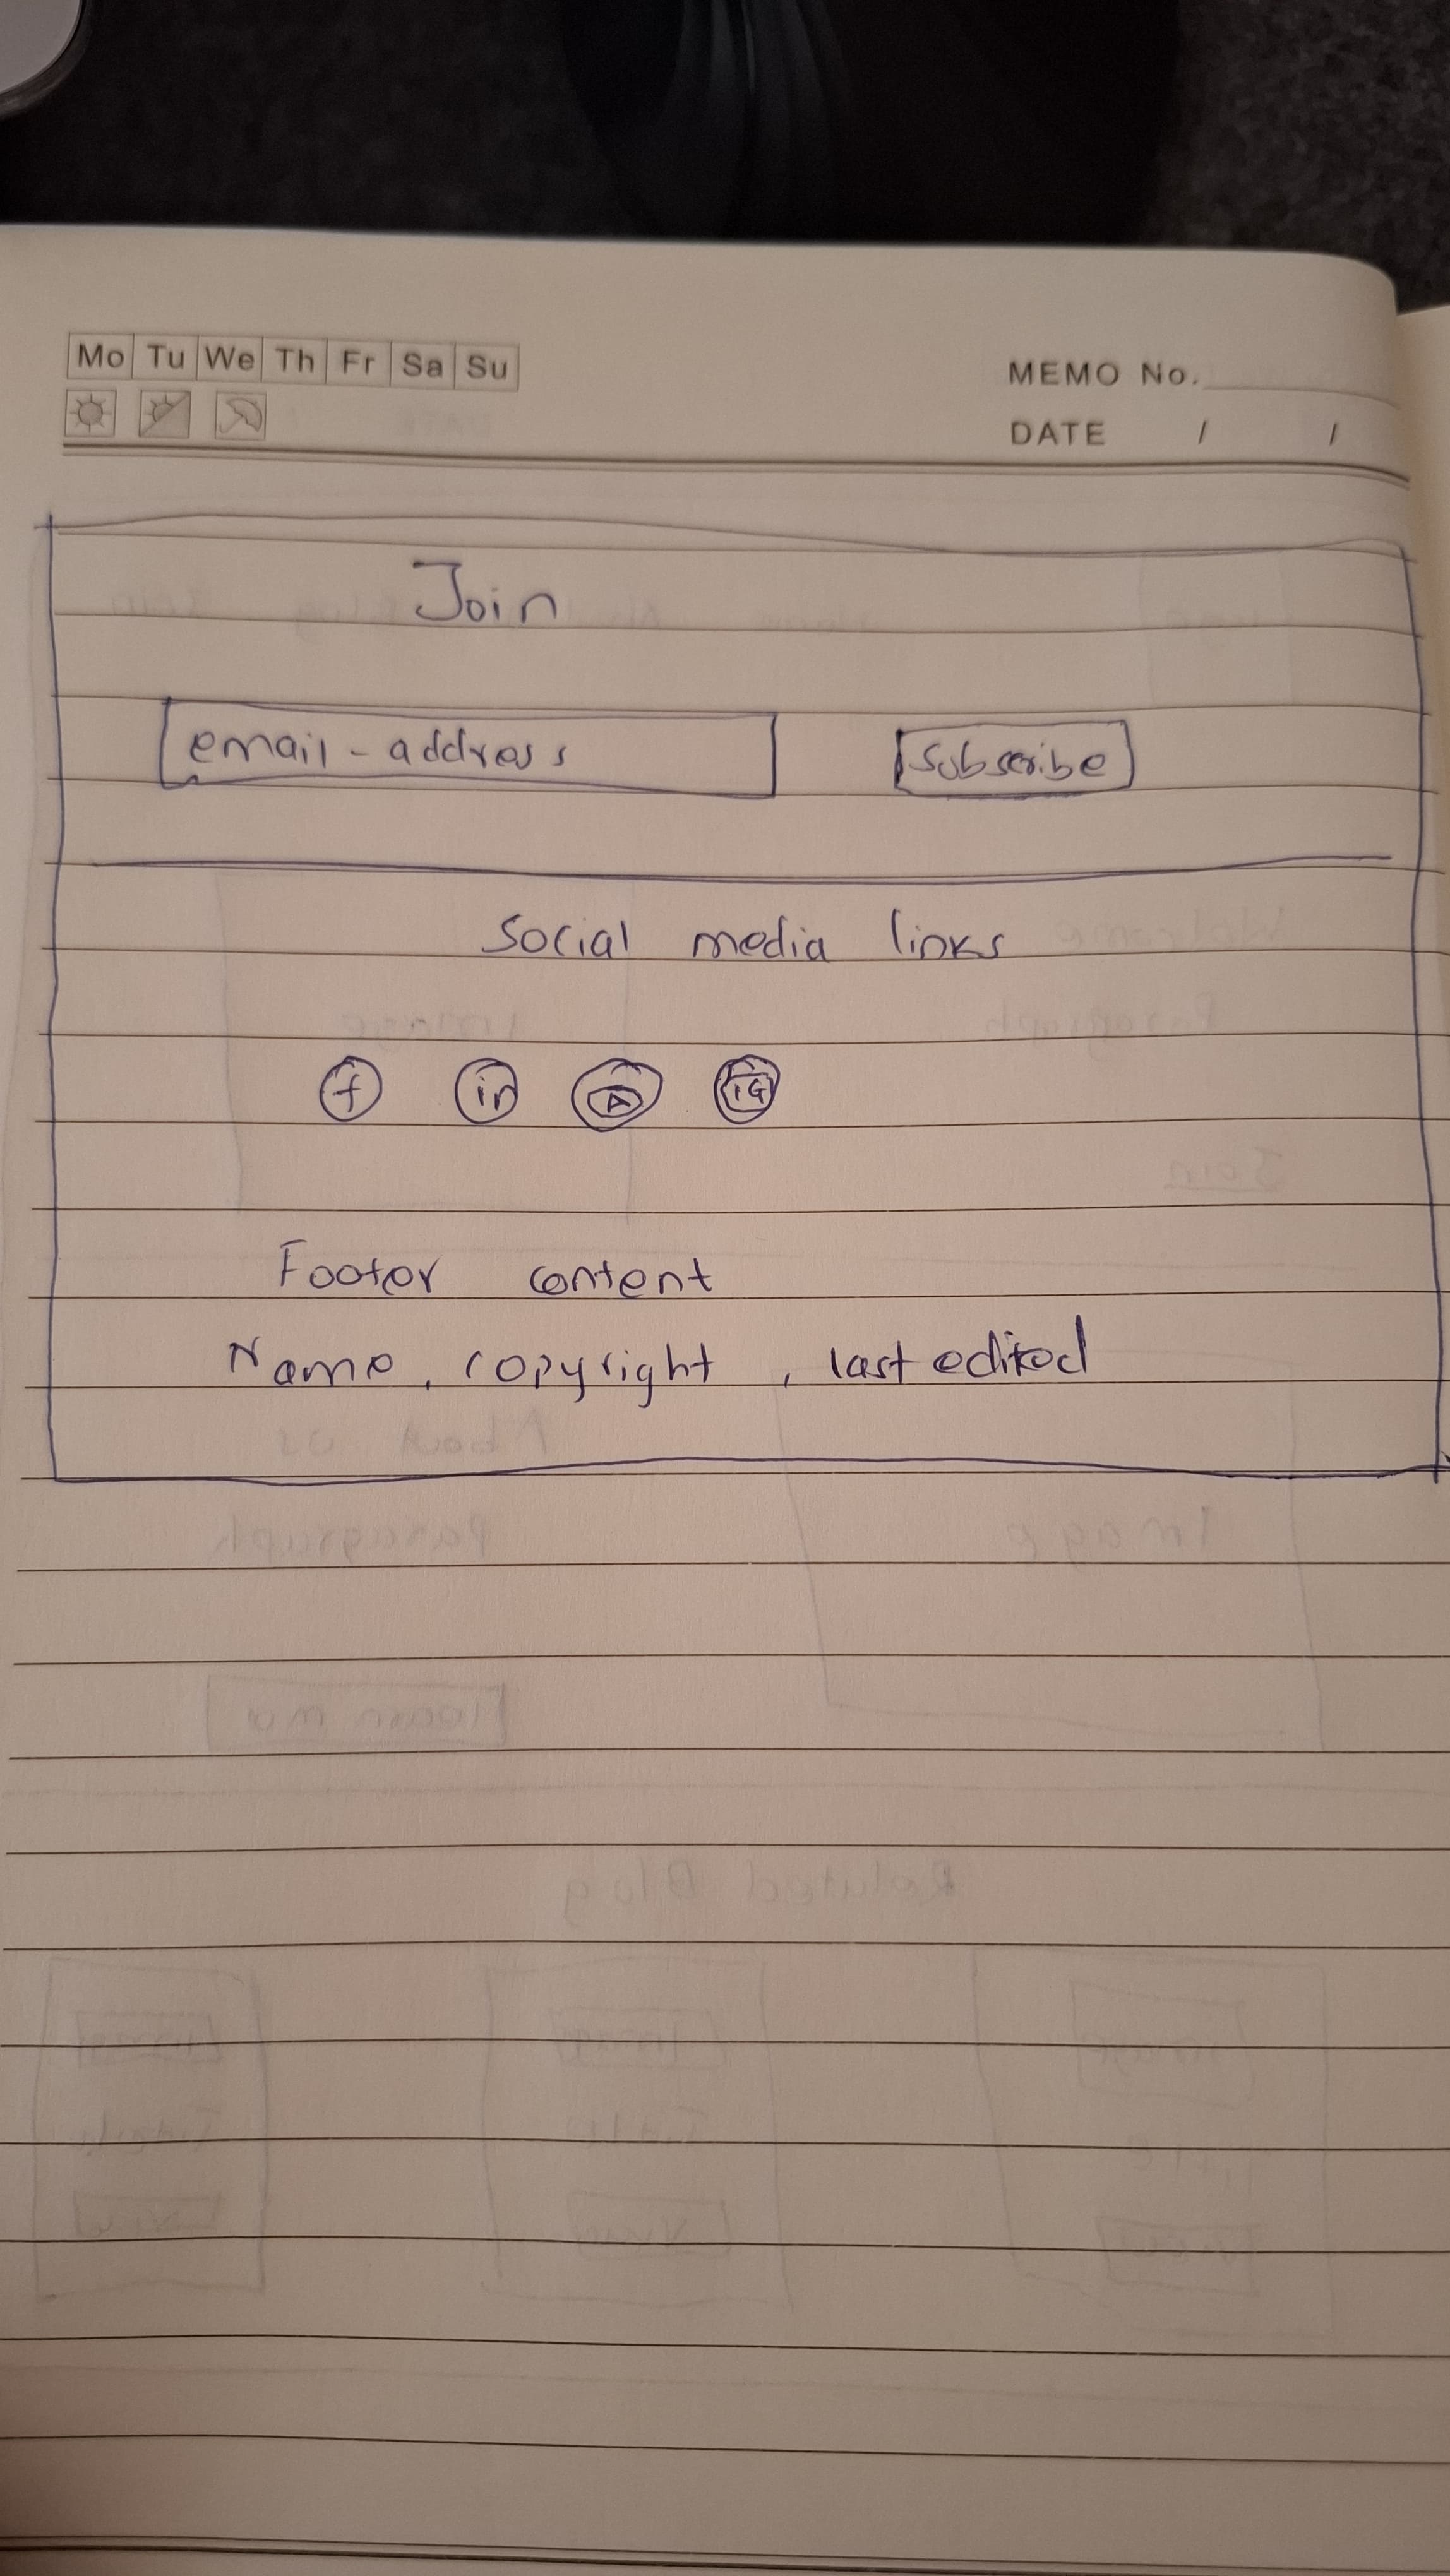 Mo Tu We Th Fr Sa Su
MEMO No.
DATE / /
Join
email - address
Subscribe
Social media links
f in IG
Footer content
Name, copyright, last edited